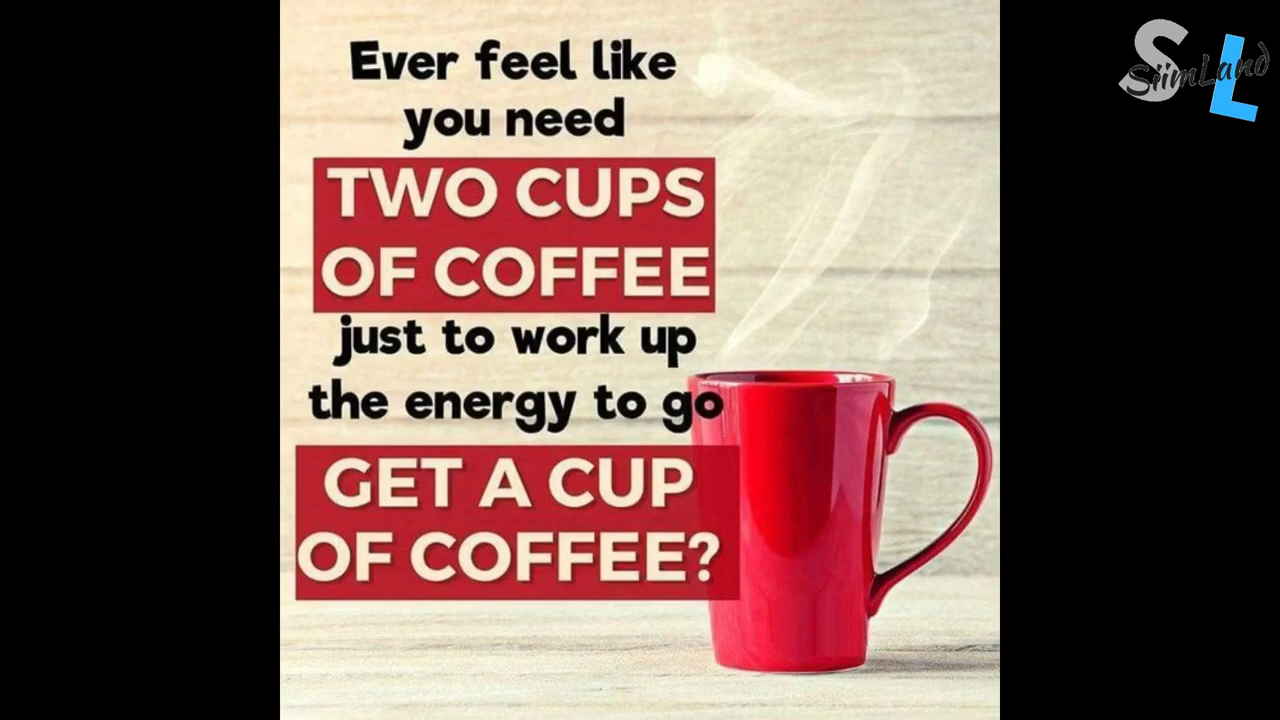 Ever feel like
you need
TWO CUPS
OF COFFEE
just to work up
the energy to go
GET A CUP
OF COFFEE?
SL
SiimLand